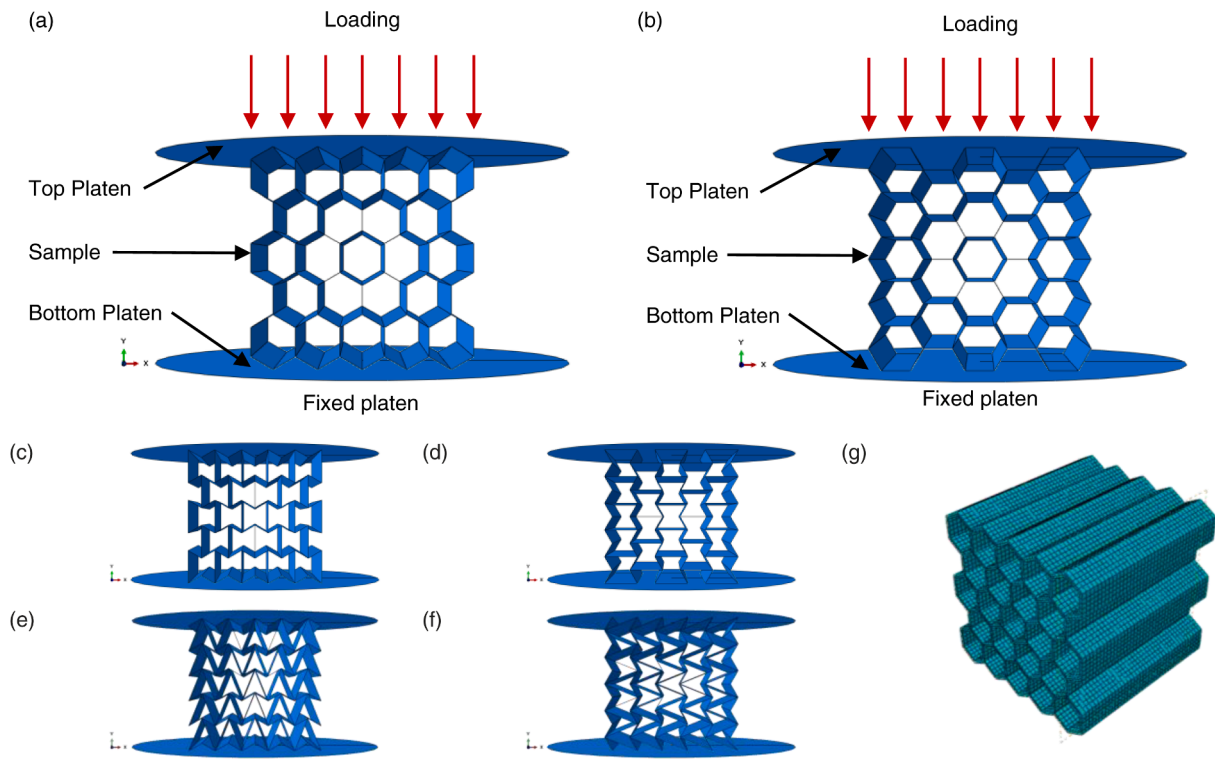 (a)
Loading
Top Platen
Sample
Bottom Platen
Y
X
Fixed platen
(b)
Loading
Top Platen
Sample
Bottom Platen
Y
X
Fixed platen
(c)
Y
X
(d)
Y
X
(g)
(e)
Y
X
(f)
Y
X